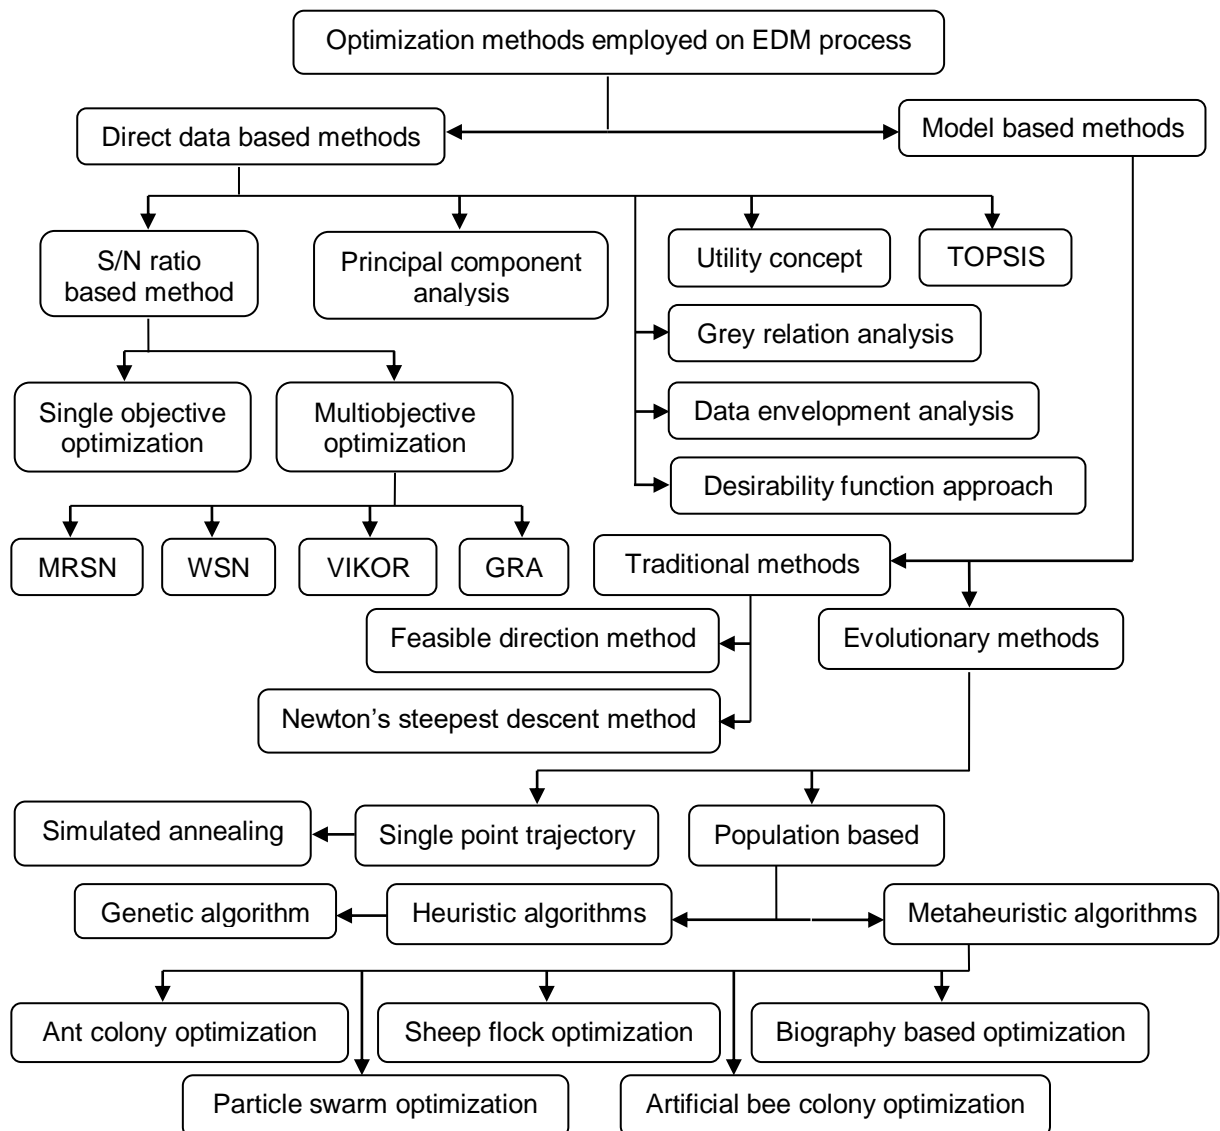 Optimization methods employed on EDM process
Direct data based methods
Model based methods
S/N ratio
based method
Principal component
analysis
Utility concept
TOPSIS
Grey relation analysis
Single objective
optimization
Multiobjective
optimization
Data envelopment analysis
Desirability function approach
MRSN
WSN
VIKOR
GRA
Traditional methods
Feasible direction method
Evolutionary methods
Newton's steepest descent method
Simulated annealing
Single point trajectory
Population based
Genetic algorithm
Heuristic algorithms
Metaheuristic algorithms
Ant colony optimization
Sheep flock optimization
Biography based optimization
Particle swarm optimization
Artificial bee colony optimization